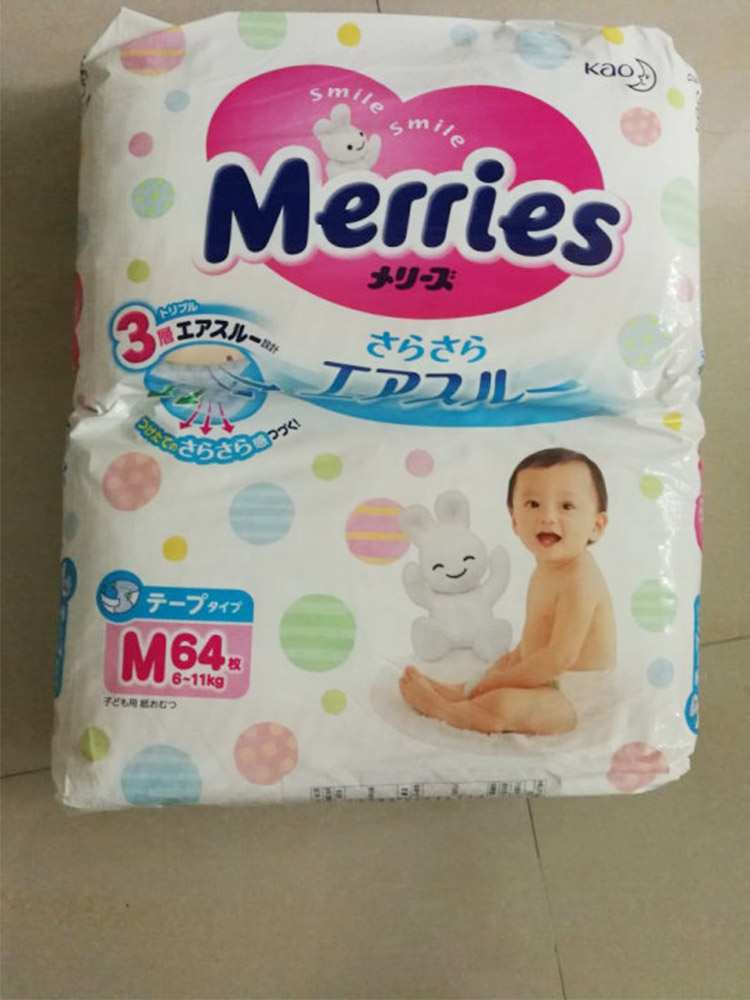 Kao
smile smile
Merries
メリーズ
トリプル
3層エアスルー設計
つけたてのさらさら感つづく!
さらさら
エアスルー
テープタイプ
M 64枚
6~11kg
子ども用 紙おむつ